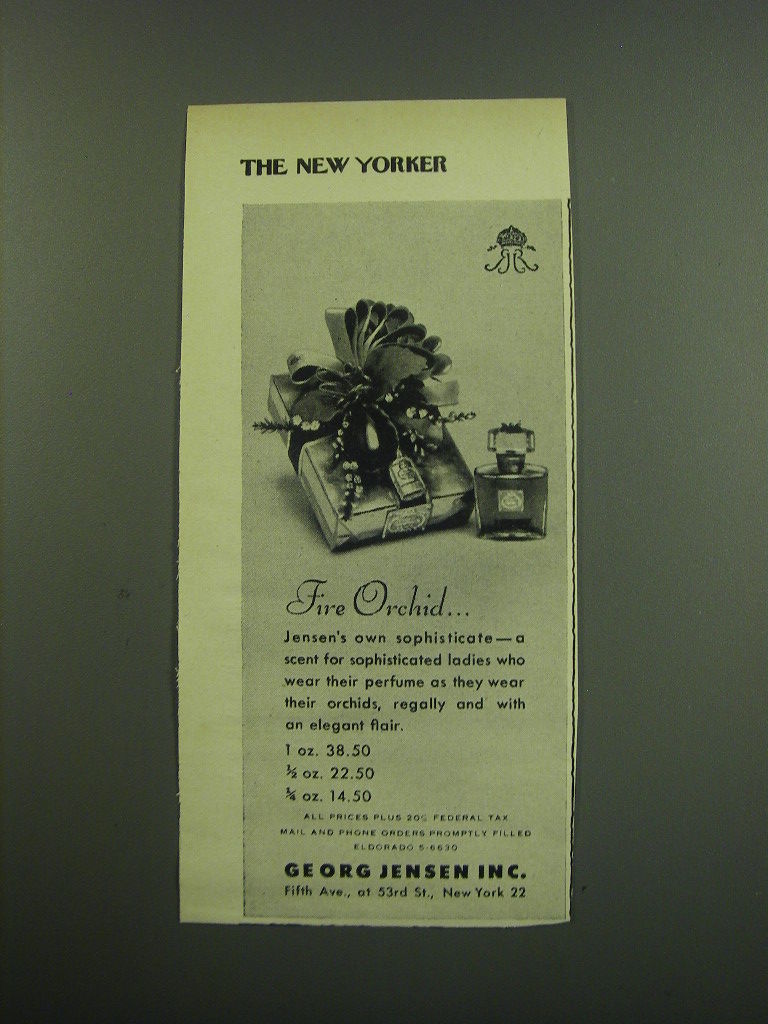 THE NEW YORKER
Fire Orchid...
Jensen's own sophisticate—a
scent for sophisticated ladies who
wear their perfume as they wear
their orchids, regally and with
an elegant flair.
1 oz. 38.50
½ oz. 22.50
¼ oz. 14.50
ALL PRICES PLUS 20% FEDERAL TAX
MAIL AND PHONE ORDERS PROMPTLY FILLED
ELDORADO 5-6630
GEORG JENSEN INC.
Fifth Ave., at 53rd St., New York 22